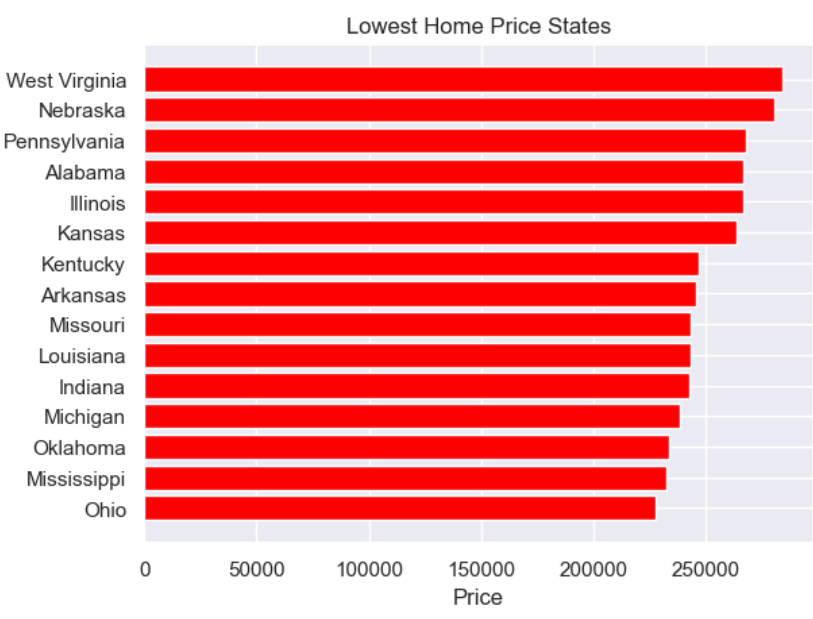 Lowest Home Price States
West Virginia
Nebraska
Pennsylvania
Alabama
Illinois
Kansas
Kentucky
Arkansas
Missouri
Louisiana
Indiana
Michigan
Oklahoma
Mississippi
Ohio
0 50000 100000 150000 200000 250000
Price